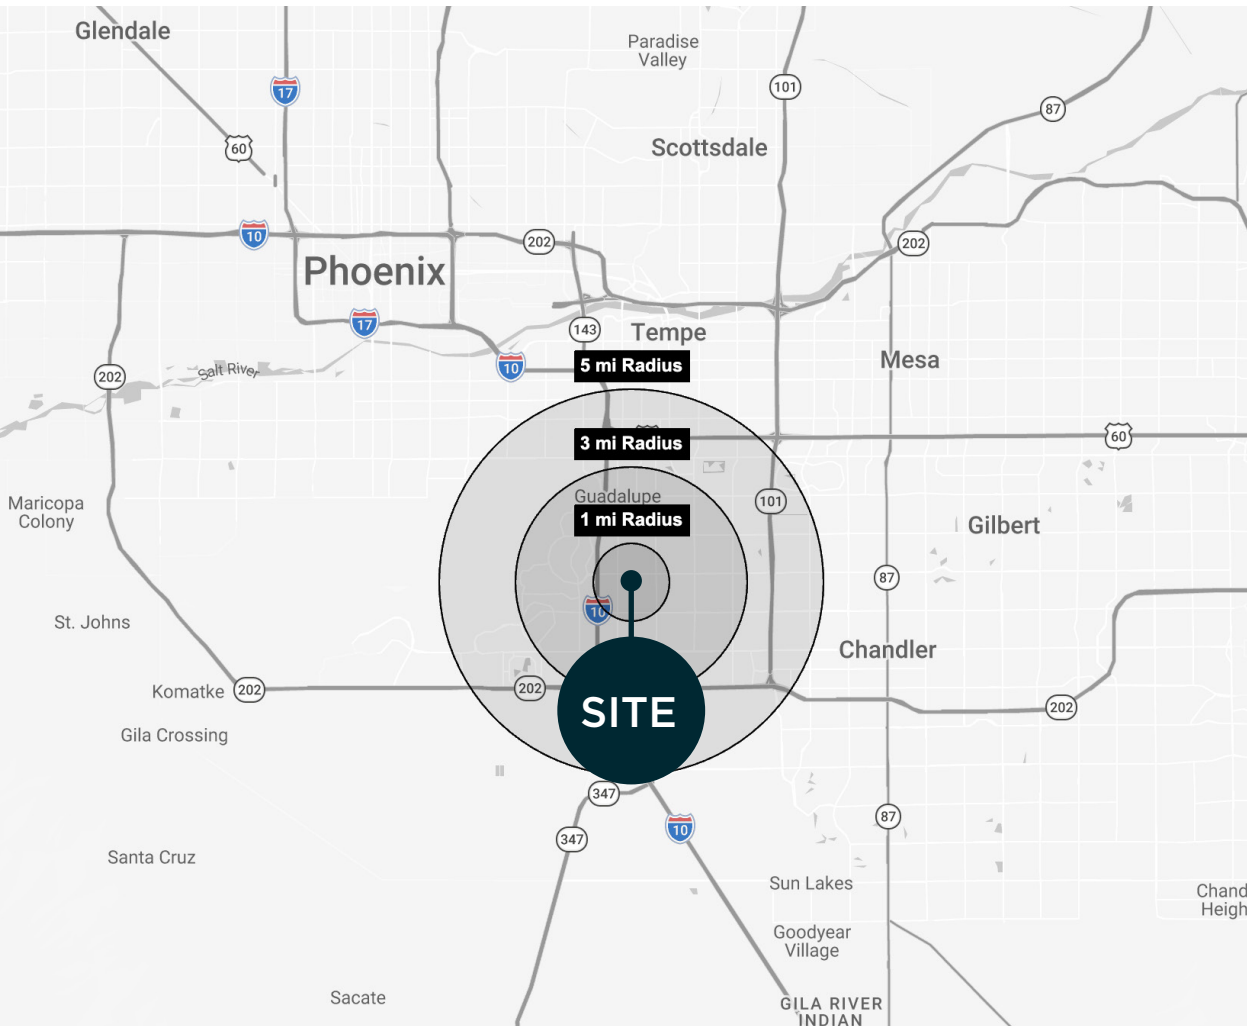 Glendale
Paradise
Valley
17
101
87
60
Scottsdale
10
202
202
Phoenix
17
143
Tempe
Mesa
10
5 mi Radius
Salt River
202
60
3 mi Radius
Guadalupe
101
Maricopa
Colony
1 mi Radius
Gilbert
87
10
St. Johns
Chandler
Komatke
202
202
202
SITE
Gila Crossing
347
87
10
347
Santa Cruz
Sun Lakes
Chand
Heigh
Goodyear
Village
Sacate
GILA RIVER
INDIAN